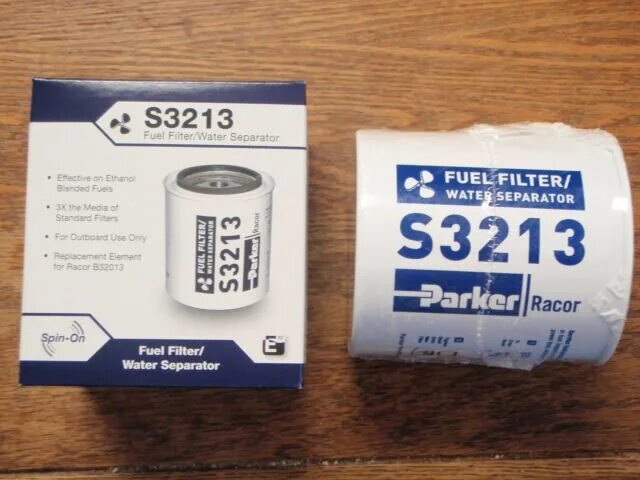 S3213
Fuel Filter/Water Separator
• Effective on Ethanol
Blended Fuels
• 3X the Media of
Standard Filters
• For Outboard Use Only
• Replacement Element
for Racor B32013
FUEL FILTER/
WATER SEPARATOR
S3213
Parker Racor
Spin-On
Fuel Filter/
Water Separator
FUEL FILTER/
WATER SEPARATOR
S3213
Parker Racor